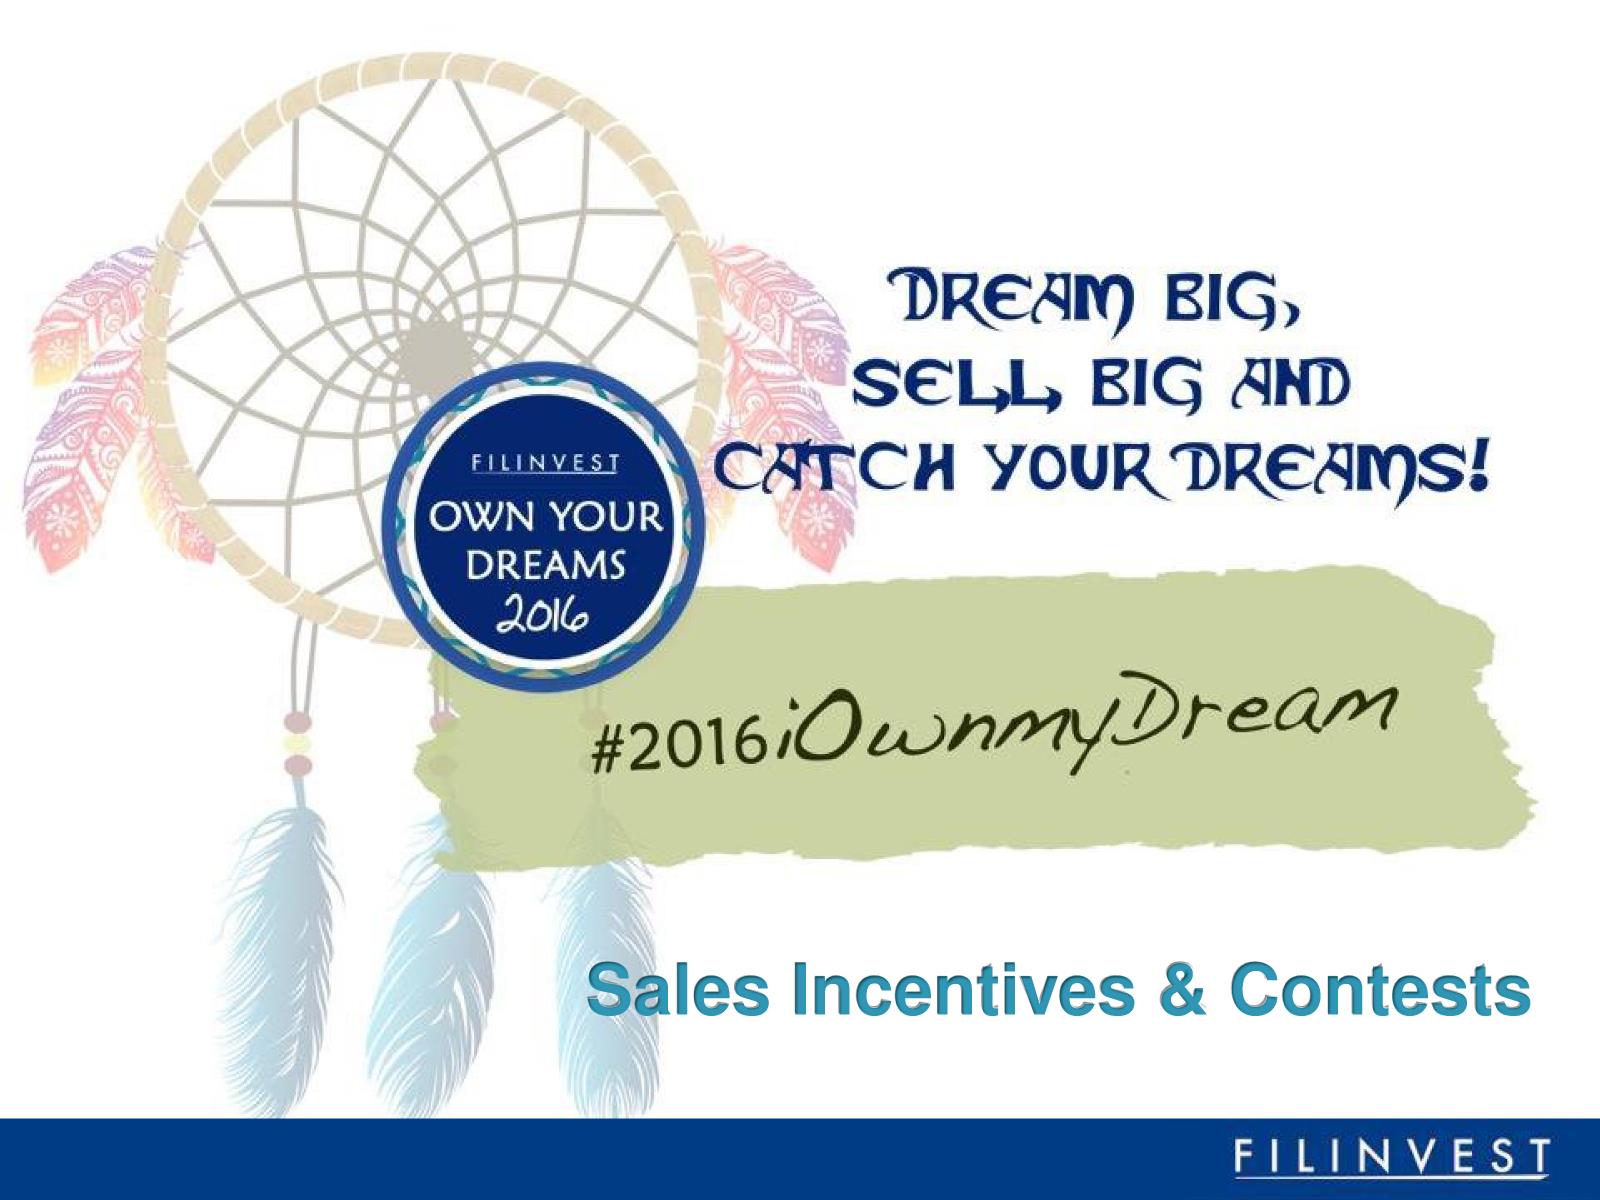 DREAM BIG,
SELL BIG AND
CATCH YOUR DREAMS!
FILINVEST
OWN YOUR
DREAMS
2016
#2016iOwnmyDream
Sales Incentives & Contests
FILINVEST